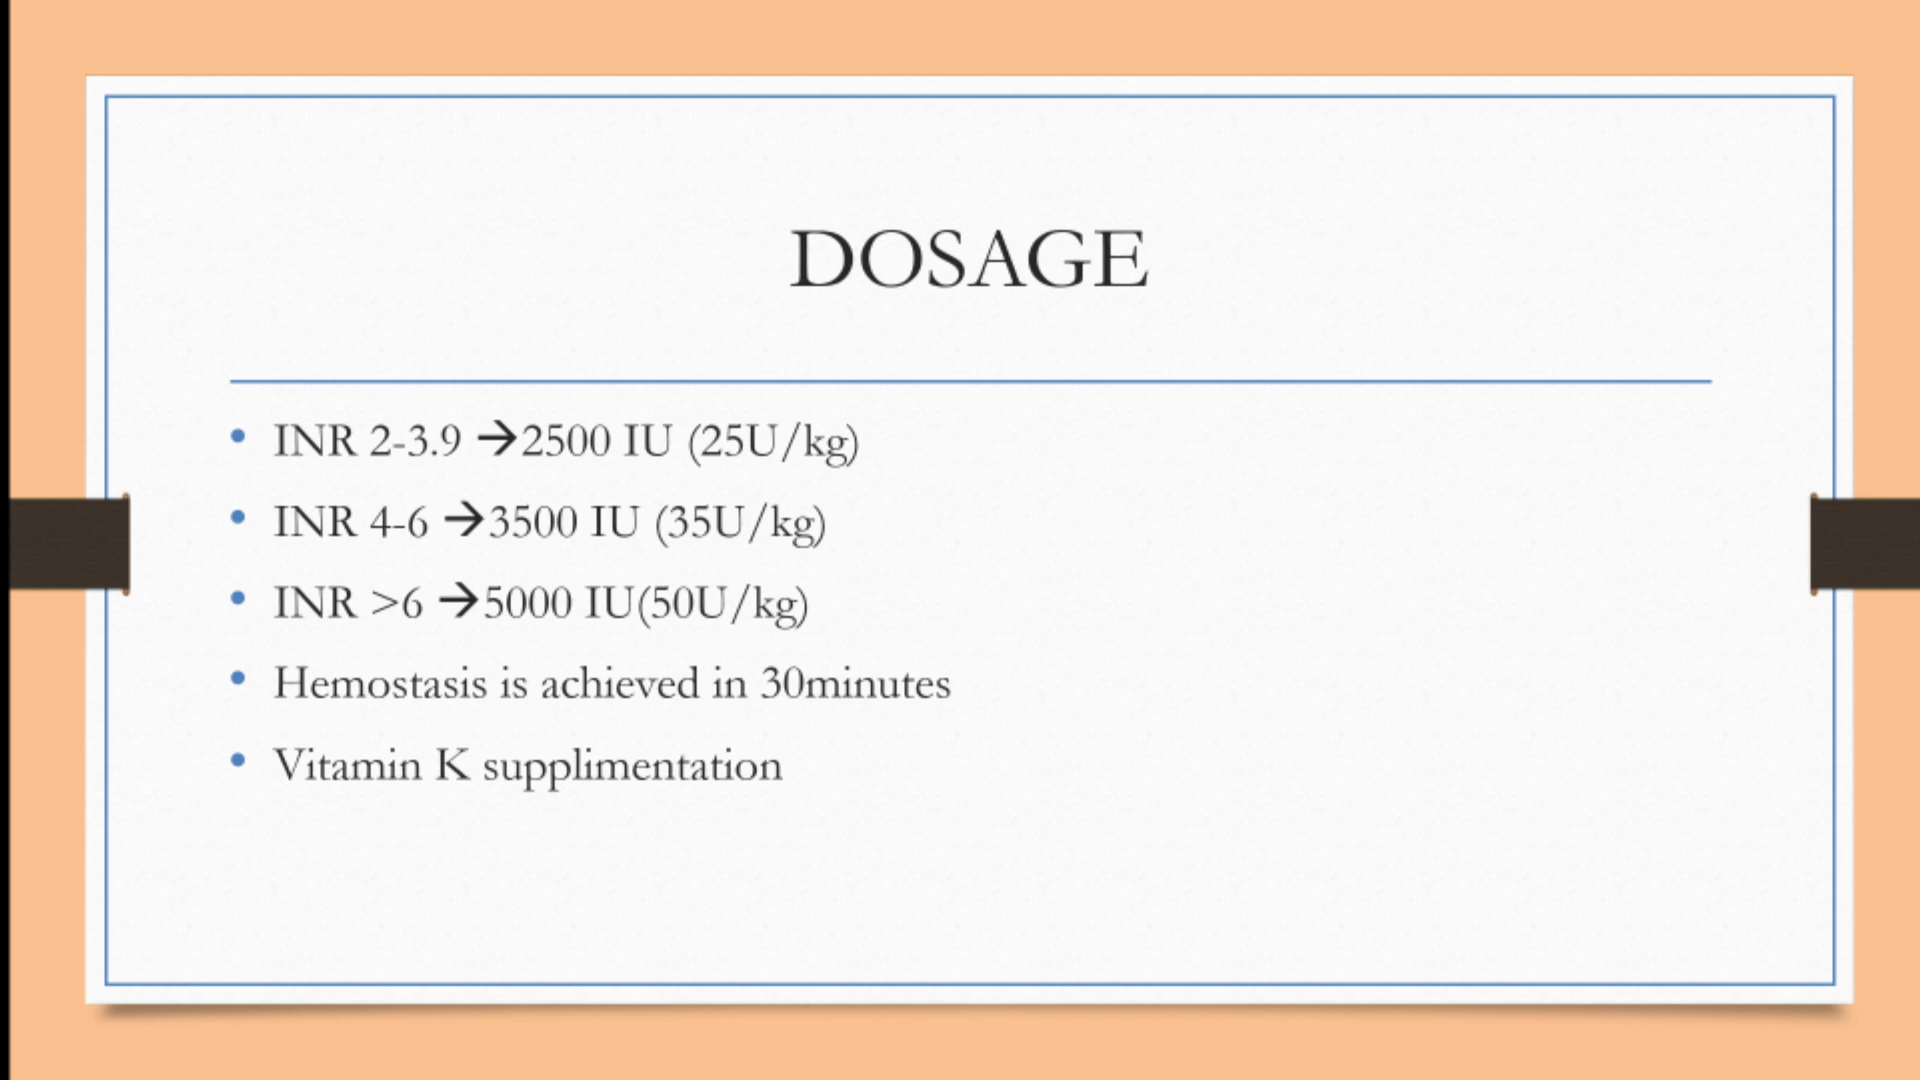 DOSAGE
• INR 2-3.9 →2500 IU (25U/kg)
• INR 4-6 →3500 IU (35U/kg)
• INR >6 →5000 IU(50U/kg)
• Hemostasis is achieved in 30minutes
• Vitamin K supplimentation